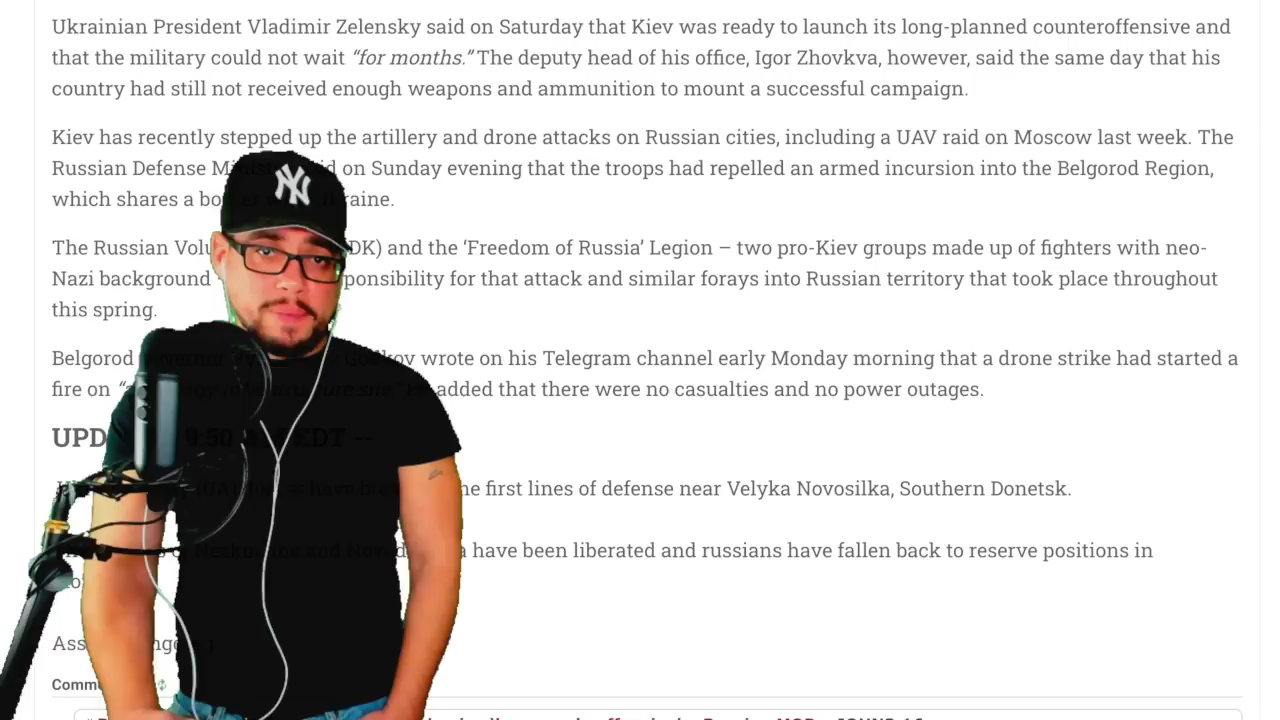 Ukrainian President Vladimir Zelensky said on Saturday that Kiev was ready to launch its long-planned counteroffensive and
that the military could not wait “for months.” The deputy head of his office, Igor Zhovkva, however, said the same day that his
country had still not received enough weapons and ammunition to mount a successful campaign.
Kiev has recently stepped up the artillery and drone attacks on Russian cities, including a UAV raid on Moscow last week. The
Russian Defense on Sunday evening that the troops had repelled an armed incursion into the Belgorod Region,
which shares a
NY
The Russian and the ‘Freedom of Russia’ Legion – two pro-Kiev groups made up of fighters with neo-
Nazi background for that attack and similar forays into Russian territory that took place throughout
this spring.
Belgorod wrote on his Telegram channel early Monday morning that a drone strike had started a
fire on added that there were no casualties and no power outages.
EDT --
first lines of defense near Velyka Novosilka, Southern Donetsk.
have been liberated and russians have fallen back to reserve positions in